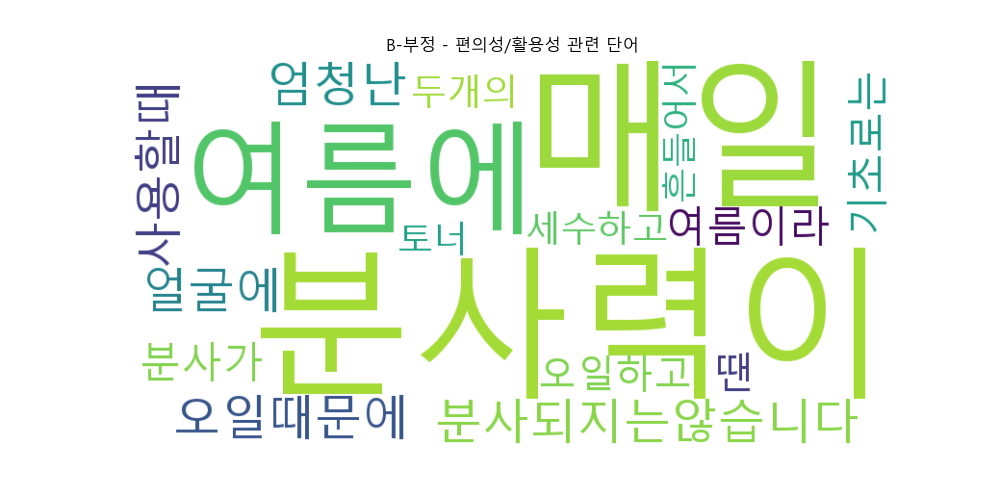 B-부정 - 편의성/활용성 관련 단어
엄청난
두개의
매일
흔들어서
기초로는
사용할때
여름에
토너
세수하고
여름이라
얼굴에
분사력이
분사가
오일하고
땐
오일때문에
분사되지는않습니다